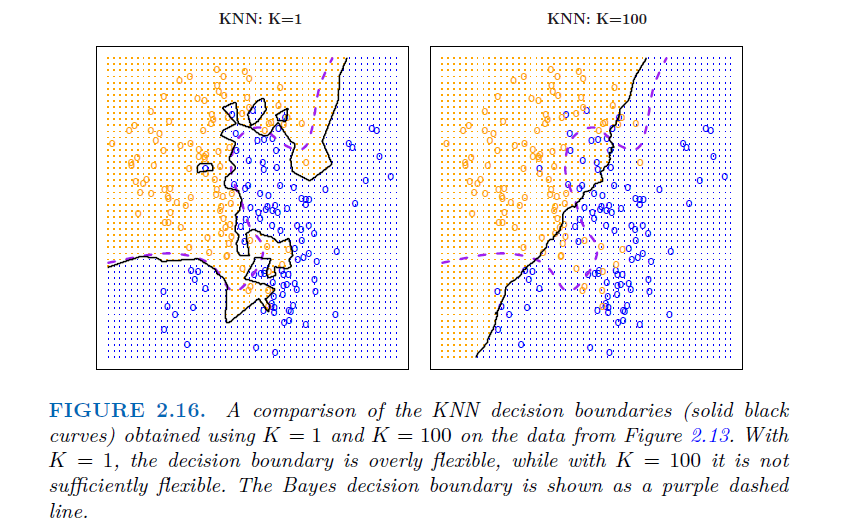 KNN: K=1
KNN: K=100
FIGURE 2.16. A comparison of the KNN decision boundaries (solid black
curves) obtained using K = 1 and K = 100 on the data from Figure 2.13. With
K = 1, the decision boundary is overly flexible, while with K = 100 it is not
sufficiently flexible. The Bayes decision boundary is shown as a purple dashed
line.